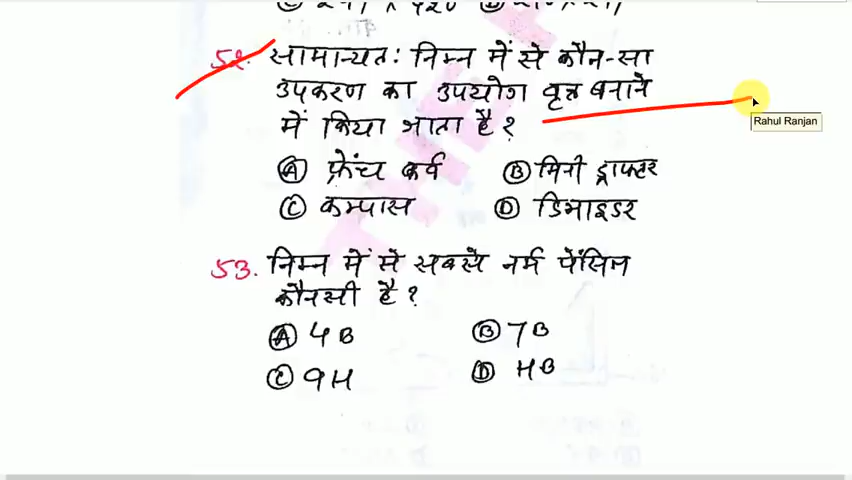 52. सामान्यत: निम्न में से कौन-सा
उपकरण का उपयोग वृत्त बनाने
में किया जाता है?
Rahul Ranjan
(A) फ्रेंच कर्व (B) मिनी ड्राफ्टर
(C) कम्पास (D) डिभाइडर
53. निम्न में से सबसे नर्म पेंसिल
कौनसी है?
(A) 4B (B) 7B
(C) 9H (D) HB